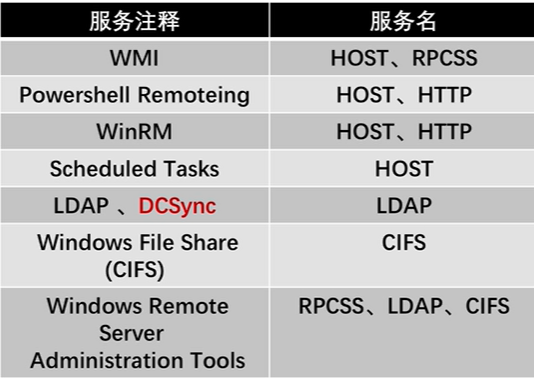 服务注释 服务名
WMI HOST、RPCSS
Powershell Remoteing HOST、HTTP
WinRM HOST、HTTP
Scheduled Tasks HOST
LDAP 、DCSync LDAP
Windows File Share CIFS
(CIFS)
Windows Remote RPCSS、LDAP、CIFS
Server
Administration Tools